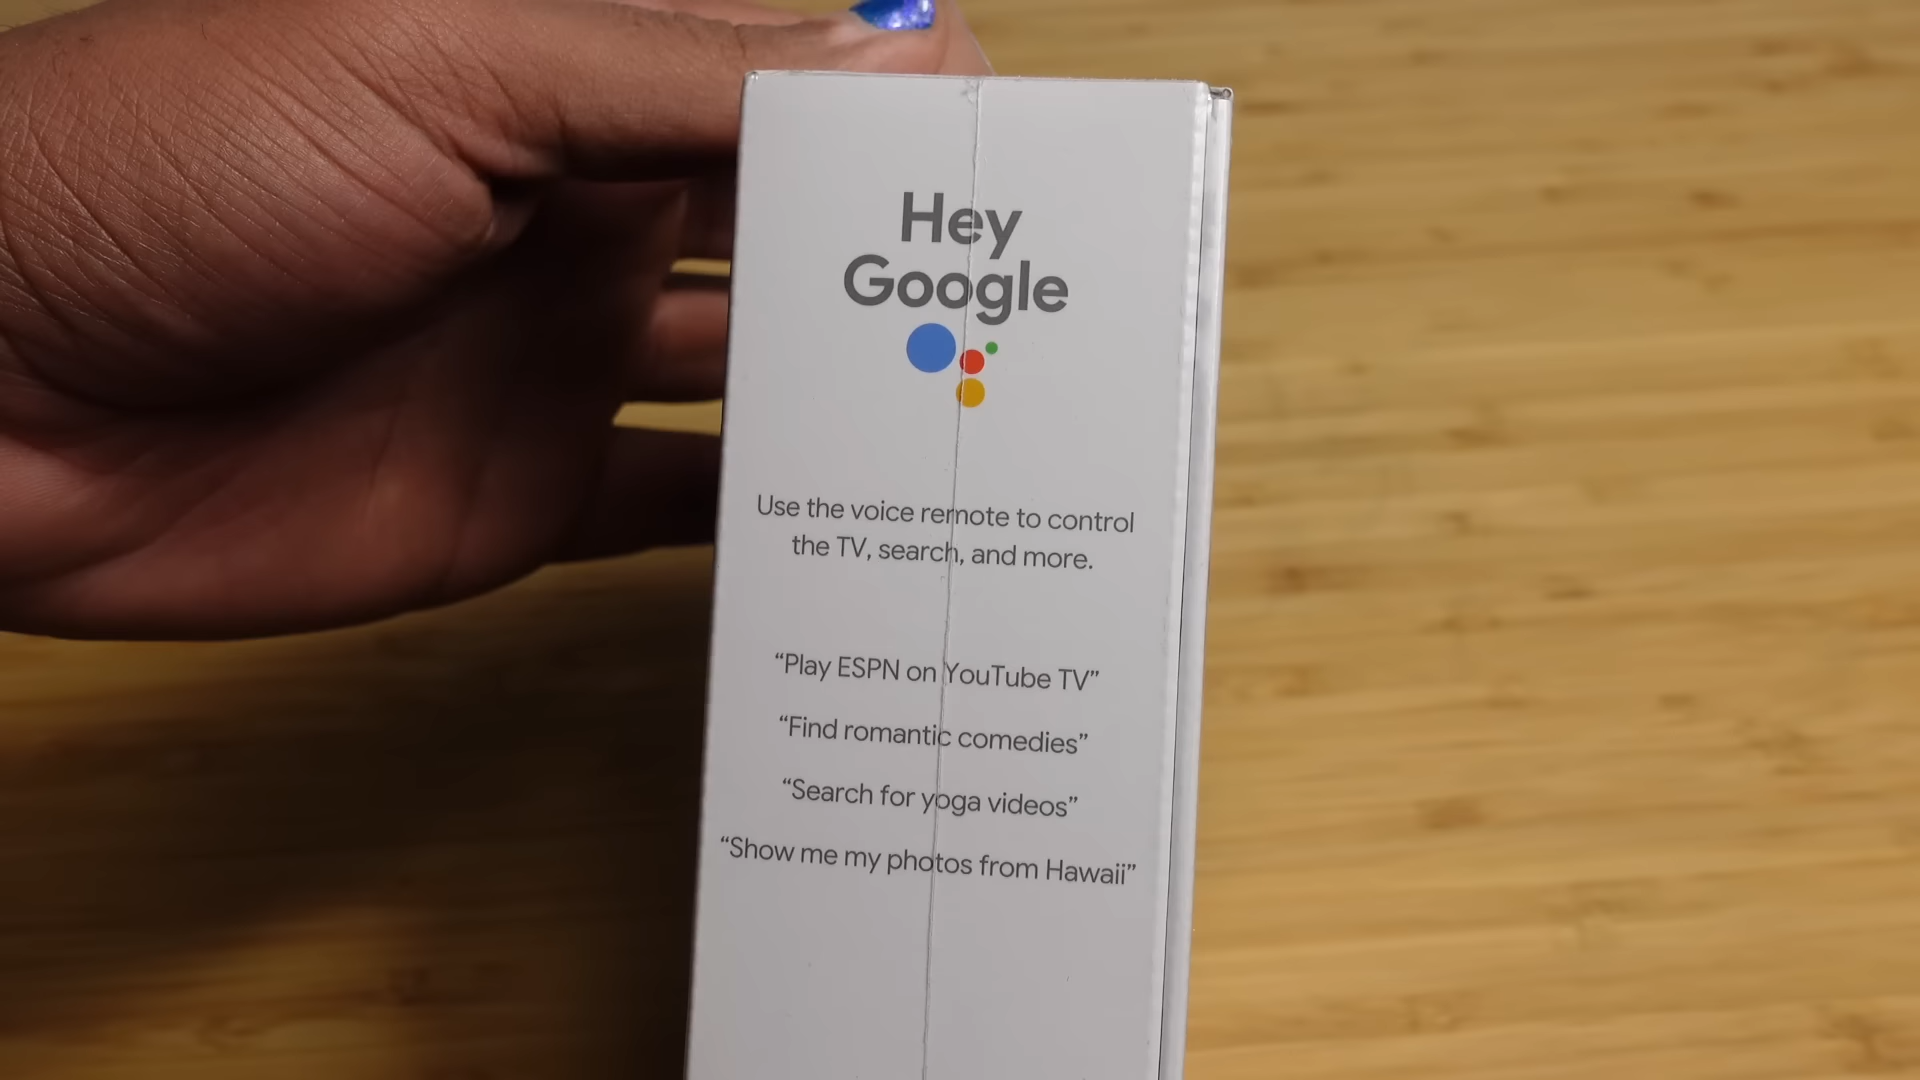 Hey
Google
Use the voice remote to control
the TV, search, and more.
“Play ESPN on YouTube TV”
“Find romantic comedies”
“Search for yoga videos”
“Show me my photos from Hawaii”